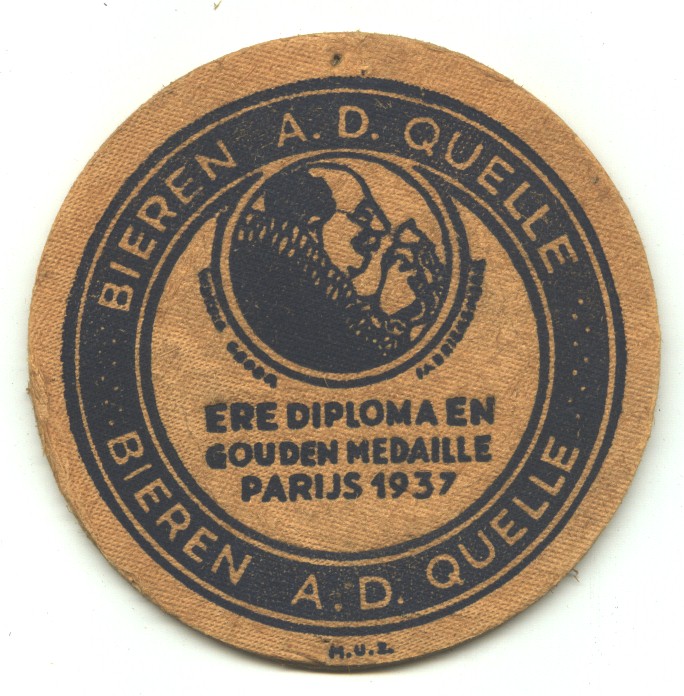 BIEREN A.D. QUELLE
ERE DIPLOMA EN
GOUDEN MEDAILLE
PARIJS 1937
BIEREN A.D. QUELLE
M.U.Z.